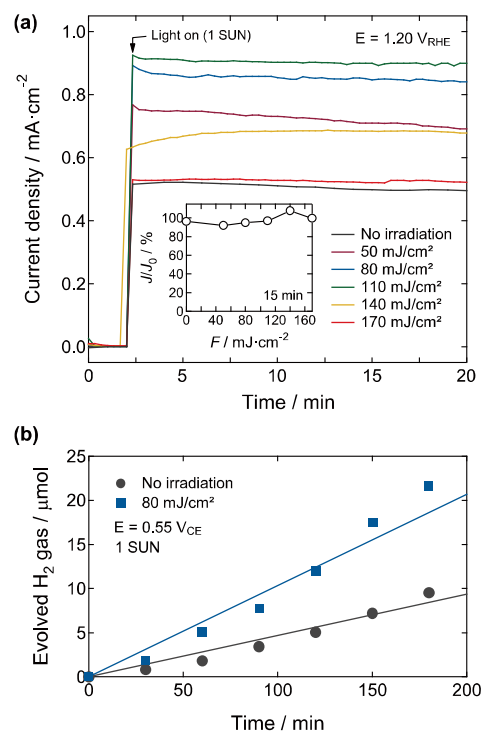 (a)
Light on (1 SUN)
E = 1.20 V_RHE
Current density / mA·cm⁻²
1.0
0.8
0.6
0.4
0.2
0.0
No irradiation
50 mJ/cm²
80 mJ/cm²
110 mJ/cm²
140 mJ/cm²
170 mJ/cm²
J/J₀ / %
100
80
60
40
20
0
15 min
0 40 80 120 160
F / mJ·cm⁻²
0 5 10 15 20
Time / min
(b)
Evolved H₂ gas / μmol
25
20
15
10
5
0
No irradiation
80 mJ/cm²
E = 0.55 V_CE
1 SUN
0 50 100 150 200
Time / min